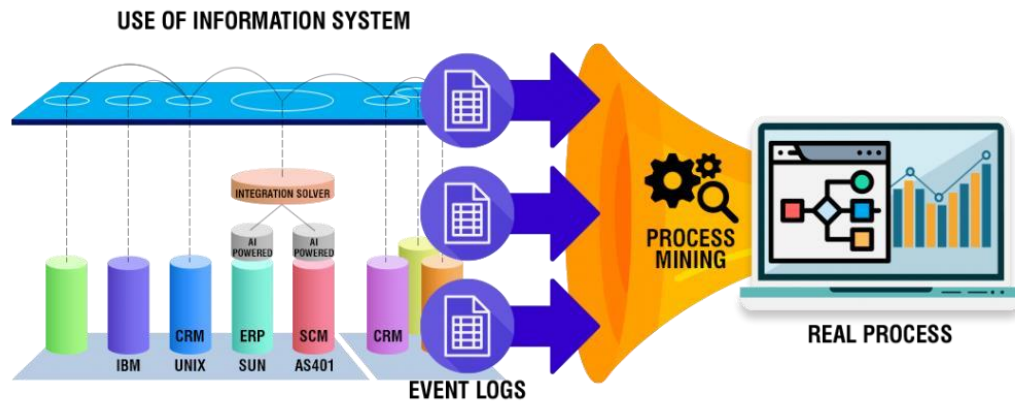 USE OF INFORMATION SYSTEM
INTEGRATION SOLVER
AI
POWERED
AI
POWERED
CRM
ERP
SCM
CRM
IBM
UNIX
SUN
AS401
EVENT LOGS
PROCESS
MINING
REAL PROCESS